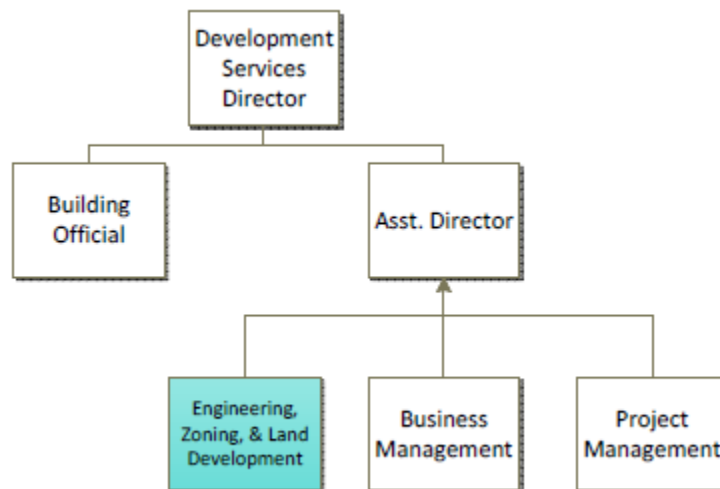 Development
Services
Director
Building
Official
Asst. Director
Engineering,
Zoning, & Land
Development
Business
Management
Project
Management